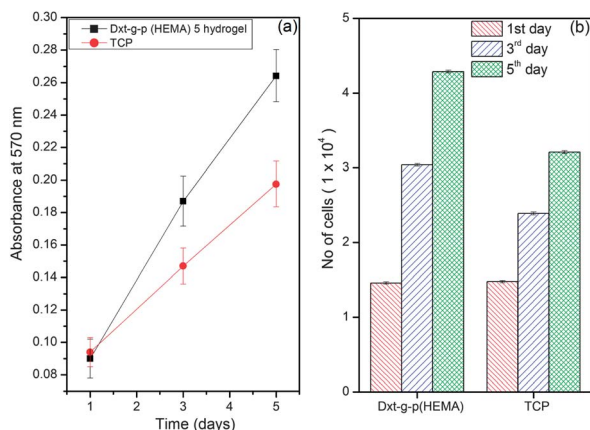 Dxt-g-p (HEMA) 5 hydrogel
TCP
(a)
0.30
0.28
0.26
0.24
0.22
0.20
0.18
0.16
0.14
0.12
0.10
0.08
Absorbance at 570 nm
0 1 2 3 4 5
Time (days)
(b)
1st day
3rd day
5th day
5
4
3
2
1
0
No of cells ( 1 x 10^4 )
Dxt-g-p(HEMA) TCP